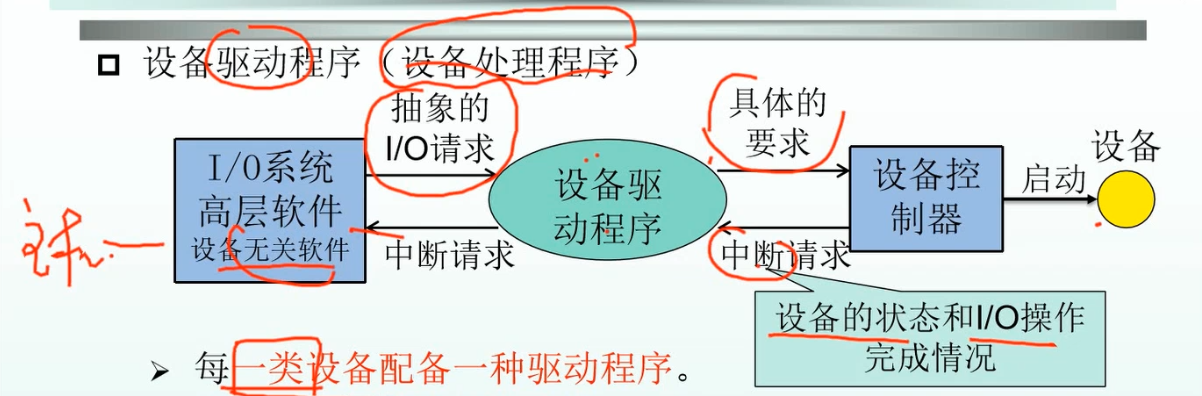 设备驱动程序（设备处理程序）
抽象的
I/O请求
具体的
要求
I/O系统
高层软件
设备无关软件
设备驱
动程序
设备控
制器
启动
设备
中断请求
中断请求
设备的状态和I/O操作
完成情况
每一类设备配备一种驱动程序。